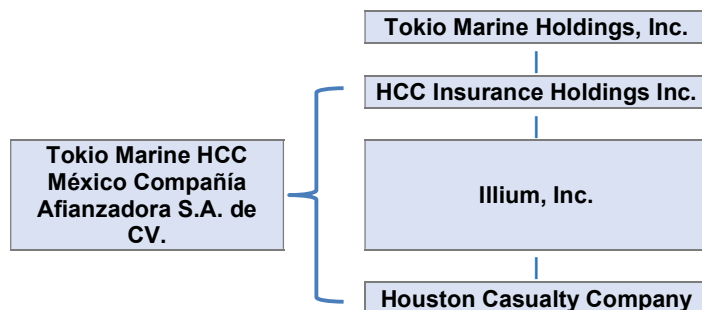 Tokio Marine Holdings, Inc.
HCC Insurance Holdings Inc.
Tokio Marine HCC
México Compañía
Afianzadora S.A. de
CV.
Illium, Inc.
Houston Casualty Company